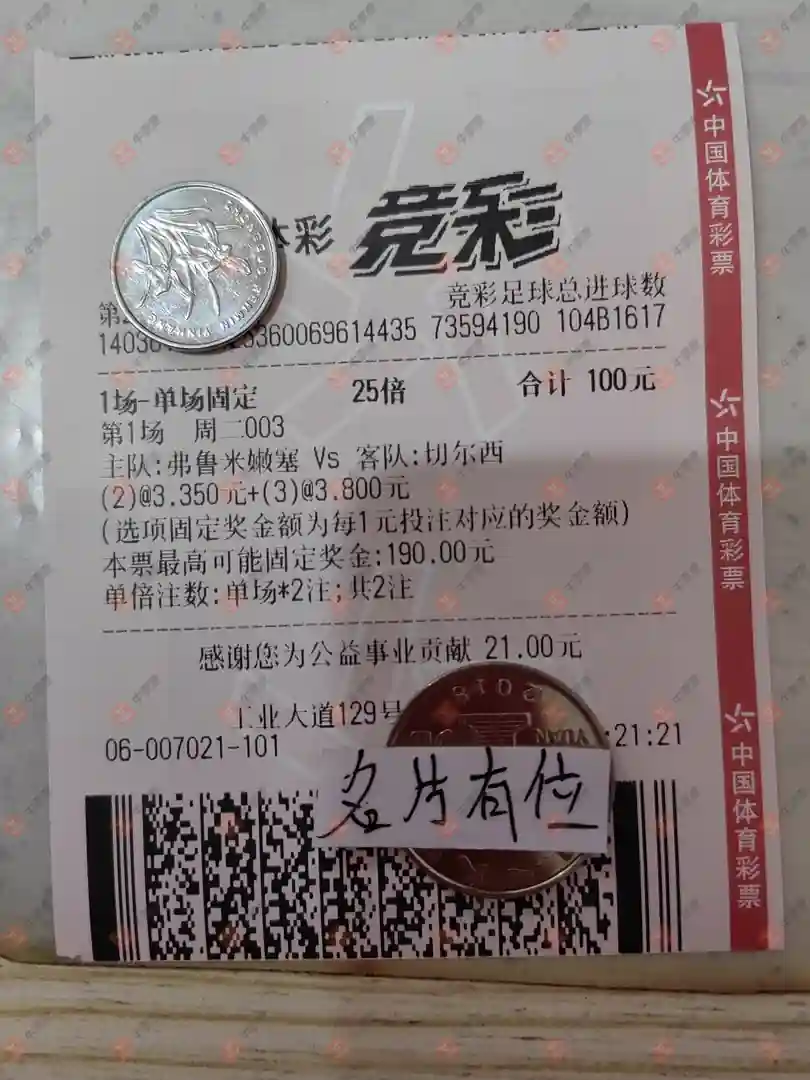 体彩 竞彩
竞彩足球总进球数
第
360069614435 73594190 104B1617
1场-单场固定 25倍 合计 100元
第1场 周二003
主队:弗鲁米嫩塞 Vs 客队:切尔西
(2)@3.350元+(3)@3.800元
(选项固定奖金额为每1元投注对应的奖金额)
本票最高可能固定奖金:190.00元
单倍注数:单场*2注;共2注
感谢您为公益事业贡献 21.00元
工业大道129号
06-007021-101 :21:21
名片有位
2018
YUAN
中国体育彩票
中国体育彩票
中国体育彩票